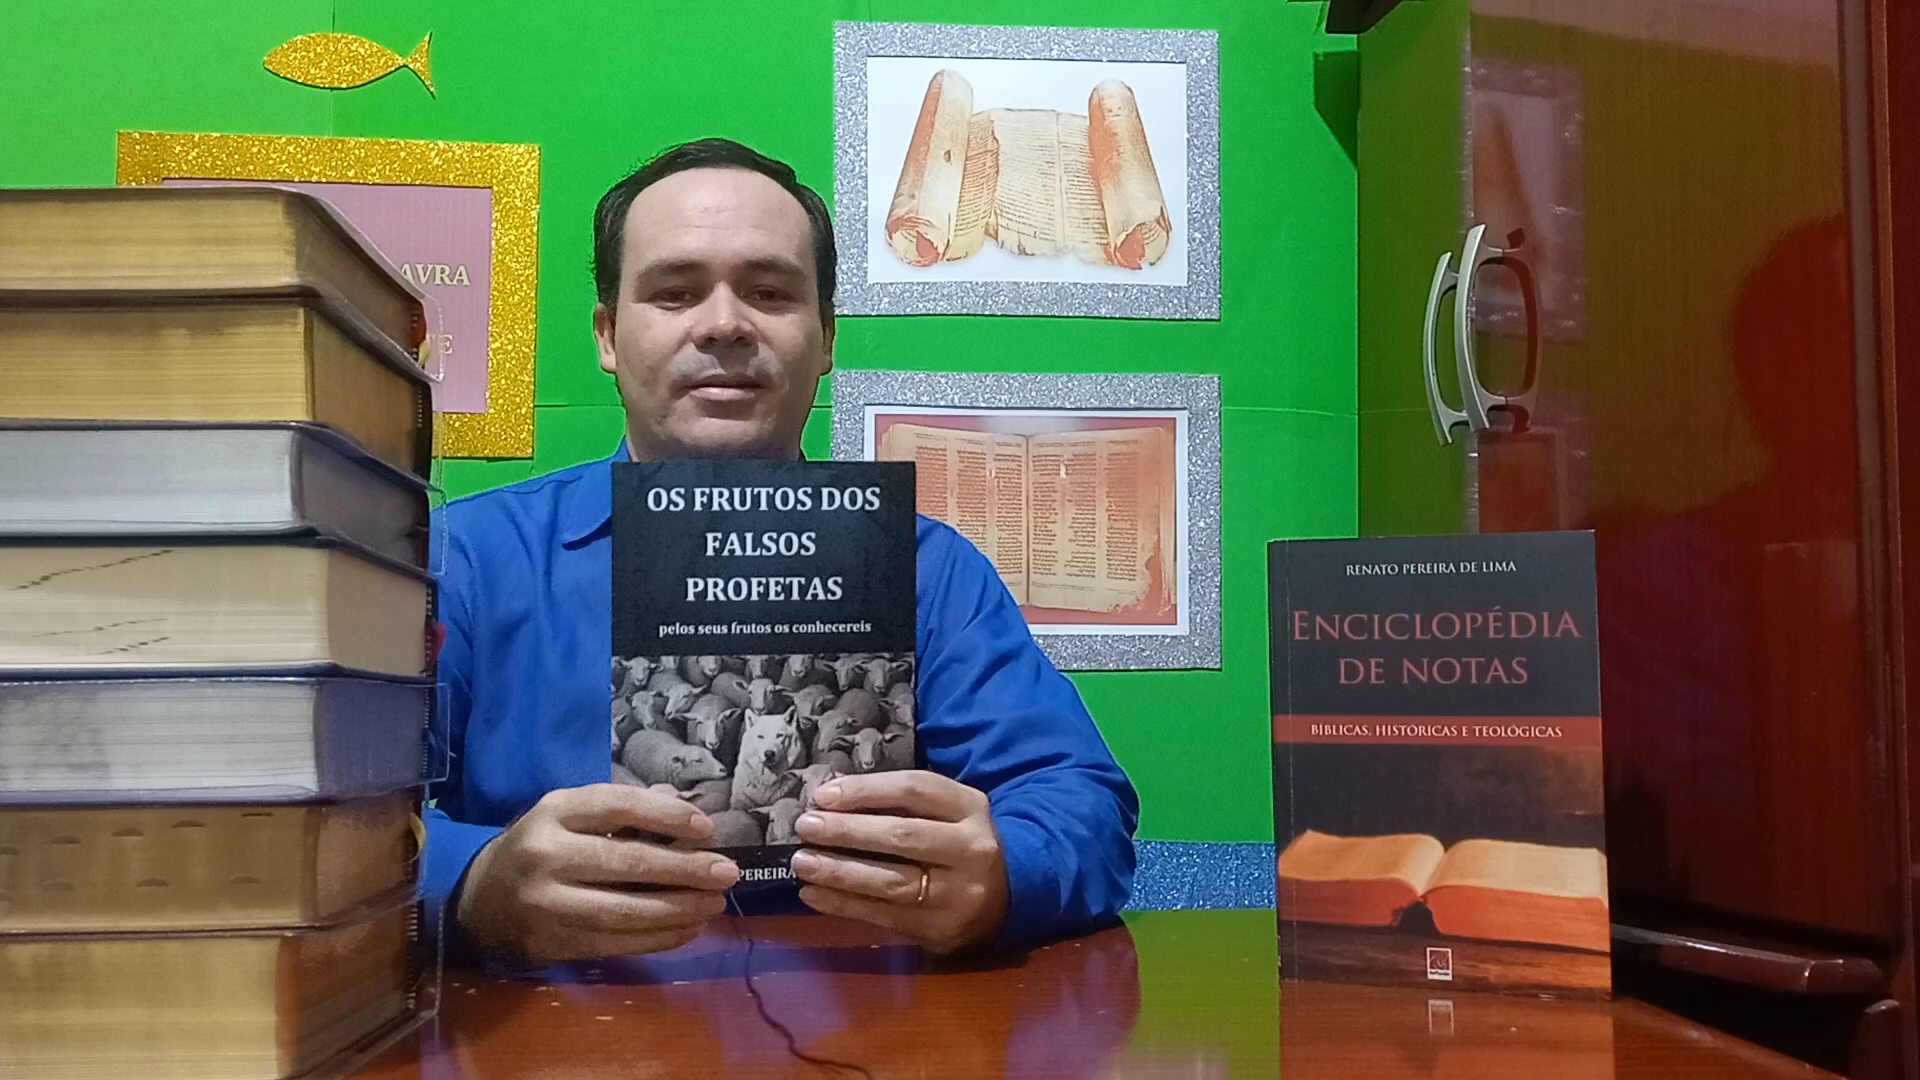 AVRA
OS FRUTOS DOS
FALSOS
PROFETAS
pelos seus frutos os conhecereis
PEREIRA
RENATO PEREIRA DE LIMA
ENCICLOPÉDIA
DE NOTAS
BÍBLICAS, HISTÓRICAS E TEOLÓGICAS